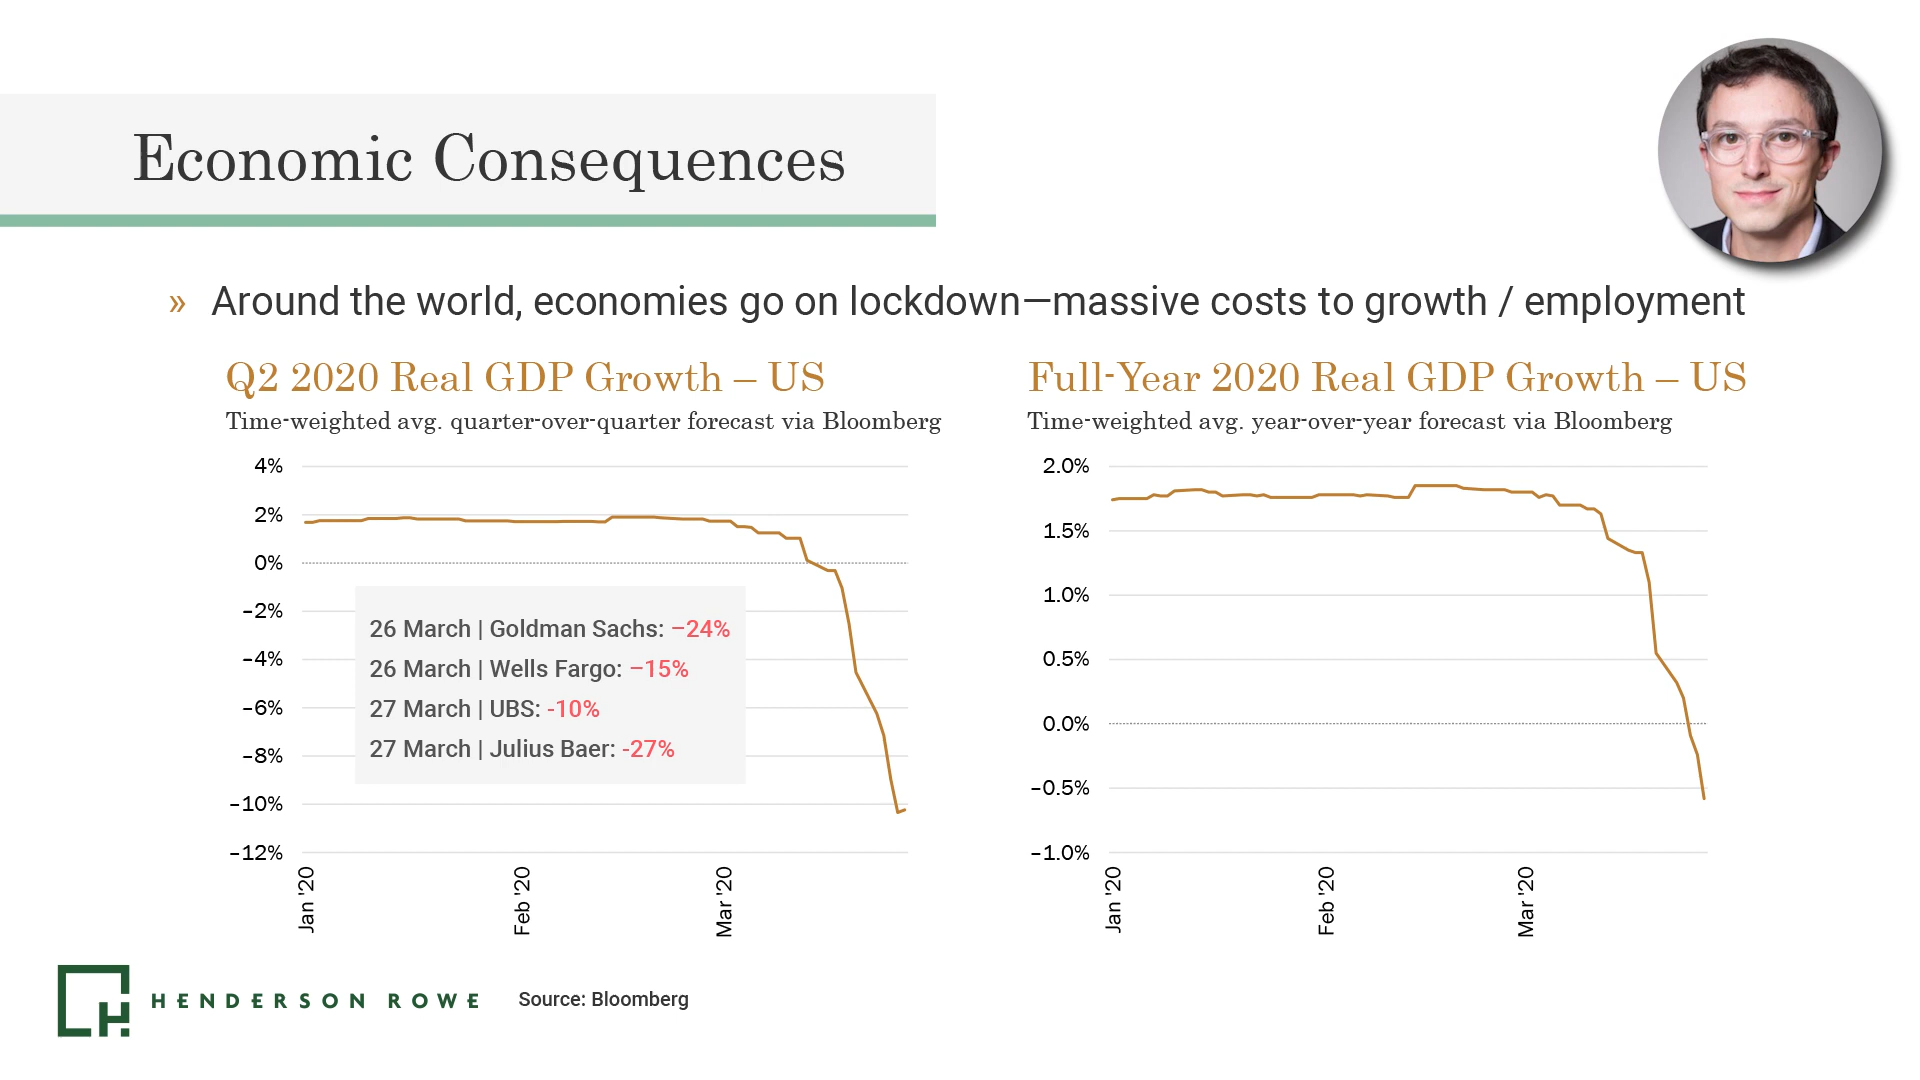 Economic Consequences
» Around the world, economies go on lockdown—massive costs to growth / employment
Q2 2020 Real GDP Growth – US
Time-weighted avg. quarter-over-quarter forecast via Bloomberg
4%
2%
0%
−2%
−4%
−6%
−8%
−10%
−12%
26 March | Goldman Sachs: −24%
26 March | Wells Fargo: −15%
27 March | UBS: -10%
27 March | Julius Baer: -27%
Jan '20
Feb '20
Mar '20
Full-Year 2020 Real GDP Growth – US
Time-weighted avg. year-over-year forecast via Bloomberg
2.0%
1.5%
1.0%
0.5%
0.0%
−0.5%
−1.0%
Jan '20
Feb '20
Mar '20
HENDERSON ROWE
Source: Bloomberg